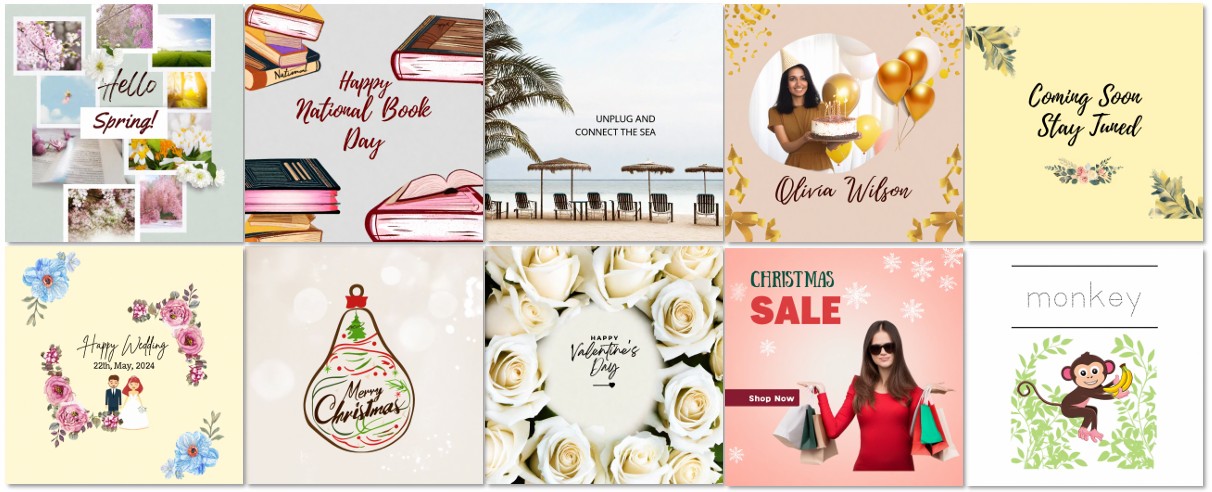 Hello
Spring!
National
Happy
National Book
Day
UNPLUG AND
CONNECT THE SEA
Olivia Wilson
Coming Soon
Stay Tuned
Happy Wedding
22th, May, 2024
Merry
Christmas
HAPPY
Valentine's
Day
CHRISTMAS
SALE
Shop Now
monkey